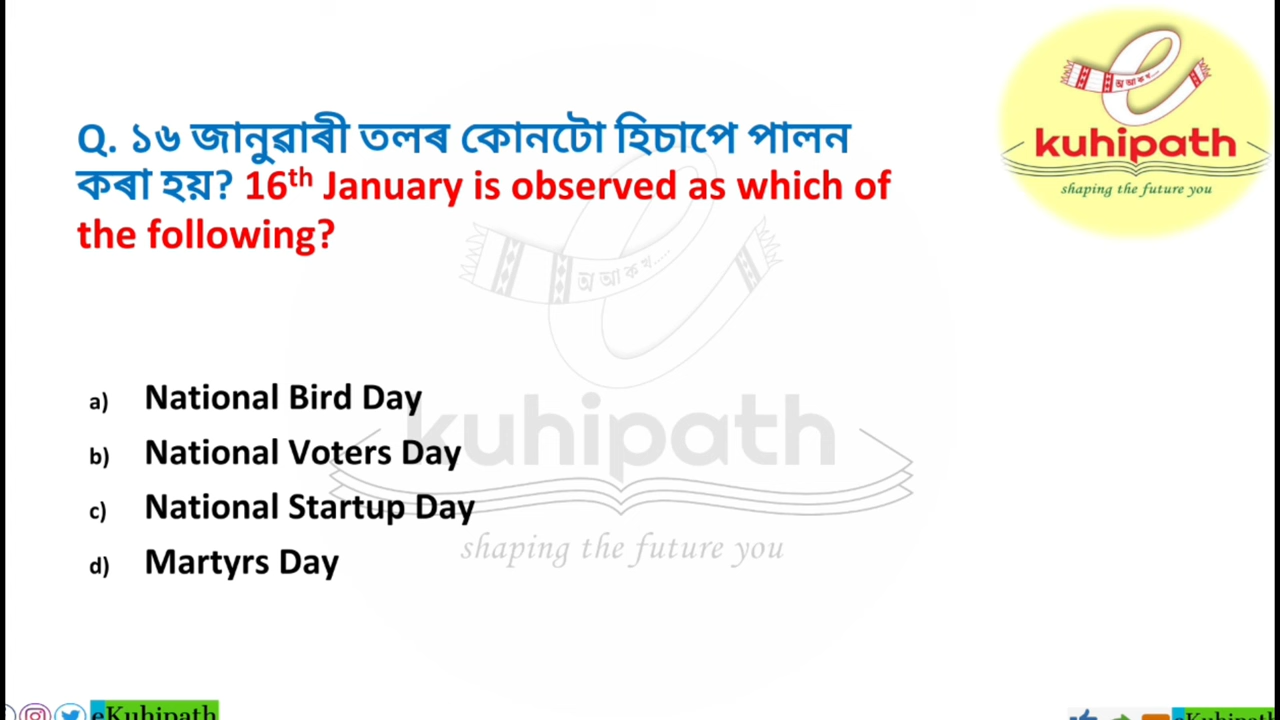 Q. ১৬ জানুৱাৰী তলৰ কোনটো হিচাপে পালন
কৰা হয়? 16th January is observed as which of
the following?
a) National Bird Day
b) National Voters Day
c) National Startup Day
d) Martyrs Day
অ আ ক খ....
kuhipath
shaping the future you
অ আ ক খ.....
kuhipath
shaping the future you
eKuhipath
eKuhipath